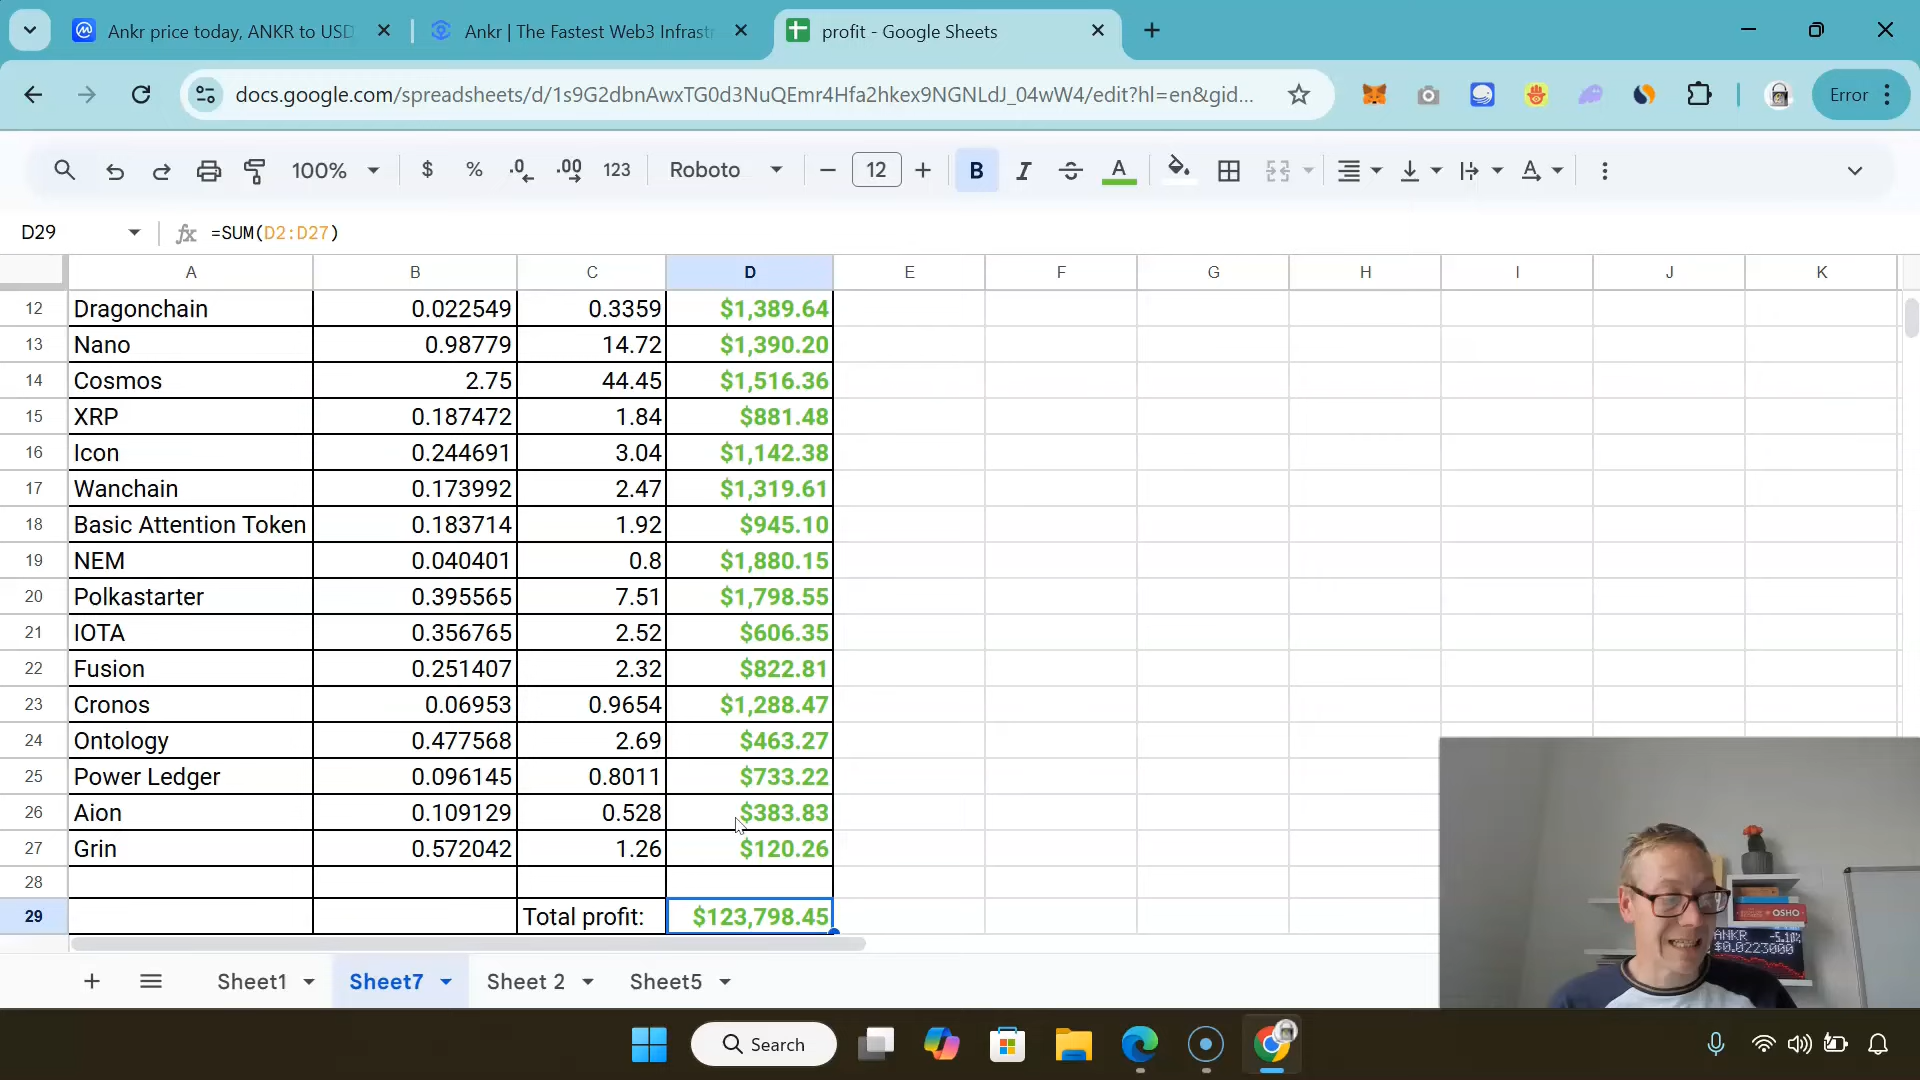 Ankr price today, ANKR to USD
Ankr | The Fastest Web3 Infrastr
profit - Google Sheets
docs.google.com/spreadsheets/d/1s9G2dbnAwxTG0d3NuQEmr4Hfa2hkex9NGNLdJ_04wW4/edit?hl=en&gid...
Error
100%
$ % .0 .00 123
Roboto
12
B I A
D29
fx =SUM(D2:D27)
A B C D E F G H I J K
12 Dragonchain 0.022549 0.3359 $1,389.64
13 Nano 0.98779 14.72 $1,390.20
14 Cosmos 2.75 44.45 $1,516.36
15 XRP 0.187472 1.84 $881.48
16 Icon 0.244691 3.04 $1,142.38
17 Wanchain 0.173992 2.47 $1,319.61
18 Basic Attention Token 0.183714 1.92 $945.10
19 NEM 0.040401 0.8 $1,880.15
20 Polkastarter 0.395565 7.51 $1,798.55
21 IOTA 0.356765 2.52 $606.35
22 Fusion 0.251407 2.32 $822.81
23 Cronos 0.06953 0.9654 $1,288.47
24 Ontology 0.477568 2.69 $463.27
25 Power Ledger 0.096145 0.8011 $733.22
26 Aion 0.109129 0.528 $383.83
27 Grin 0.572042 1.26 $120.26
28
29 Total profit: $123,798.45
OSHO
ANKR -5.10%
$0.0223000
Sheet1
Sheet7
Sheet 2
Sheet5
Search